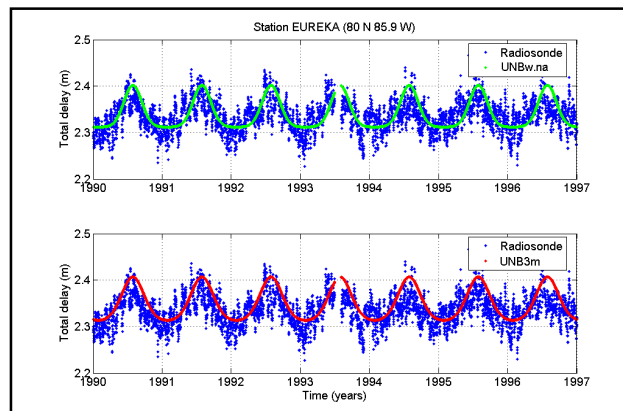 Station EUREKA (80 N 85.9 W)
2.5
2.4
2.3
2.2
Total delay (m)
Radiosonde
UNBw.na
1990 1991 1992 1993 1994 1995 1996 1997
2.5
2.4
2.3
2.2
Total delay (m)
Radiosonde
UNB3m
1990 1991 1992 1993 1994 1995 1996 1997
Time (years)